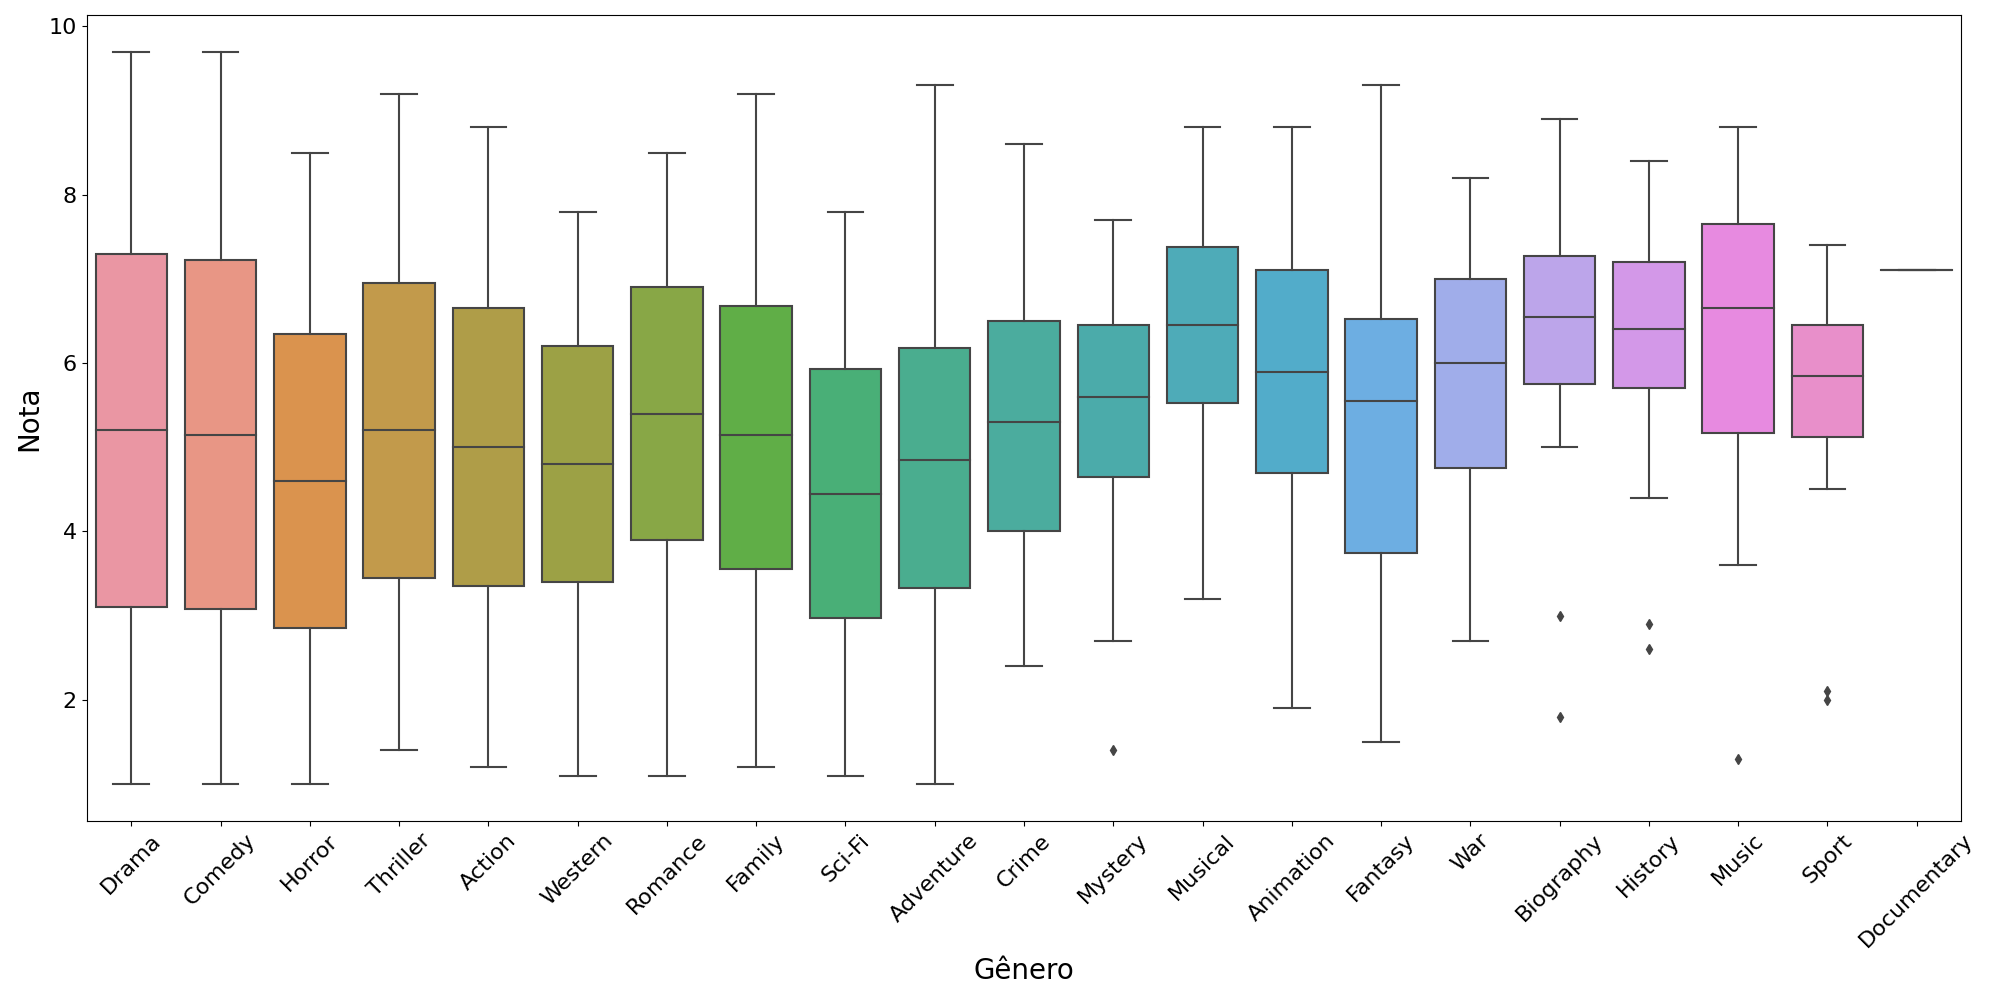 10
8
6
4
2
Nota
Drama
Comedy
Horror
Thriller
Action
Western
Romance
Family
Sci-Fi
Adventure
Crime
Mystery
Musical
Animation
Fantasy
War
Biography
History
Music
Sport
Documentary
Gênero